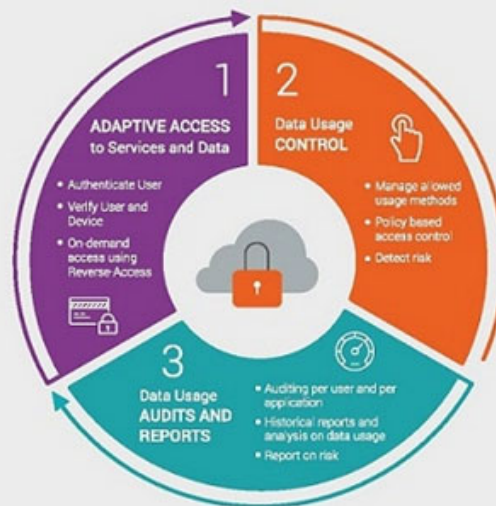 1
ADAPTIVE ACCESS
to Services and Data
• Authenticate User
• Verify User and
Device
• On-demand
access using
Reverse-Access
2
Data Usage
CONTROL
• Manage allowed
usage methods
• Policy based
access control
• Detect risk
3
Data Usage
AUDITS AND
REPORTS
• Auditing per user and per
application
• Historical reports and
analysis on data usage
• Report on risk